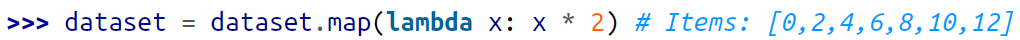 >>> dataset = dataset.map(lambda x: x * 2) # Items: [0,2,4,6,8,10,12]